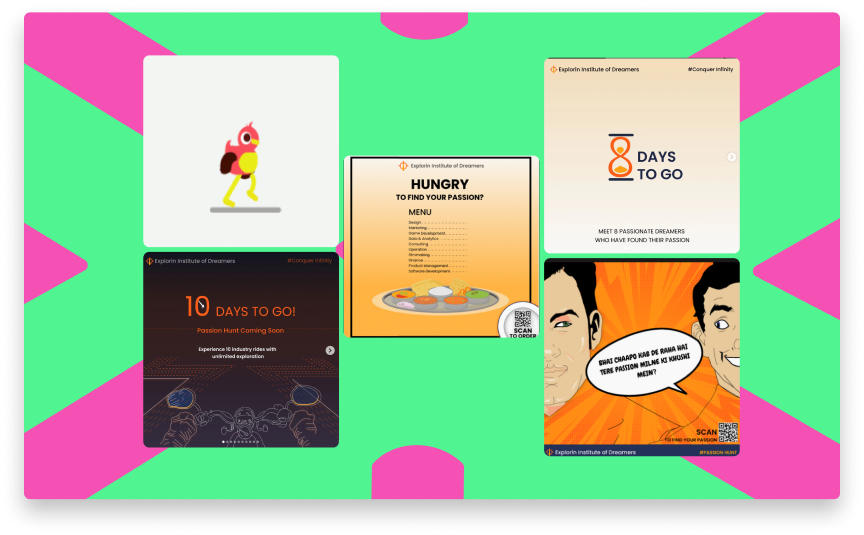 Explorin Institute of Dreamers
#Conquer Infinity
10 DAYS TO GO!
Passion Hunt Coming Soon
Experience 10 industry rides with
unlimited exploration
Explorin Institute of Dreamers
HUNGRY
TO FIND YOUR PASSION?
MENU
Design
Marketing
Game Development
Data & Analytics
Consulting
Operation
Filmmaking
Finance
Product Management
Software Development
SCAN
TO ORDER
Explorin Institute of Dreamers
#Conquer Infinity
8 DAYS
TO GO
MEET 8 PASSIONATE DREAMERS
WHO HAVE FOUND THEIR PASSION
BHAI CHAAPO KAB DE RAHA HAI
TERE PASSION MILNE KI KHUSHI
MEIN?
SCAN
TO FIND YOUR PASSION
Explorin Institute of Dreamers
#PASSION HUNT